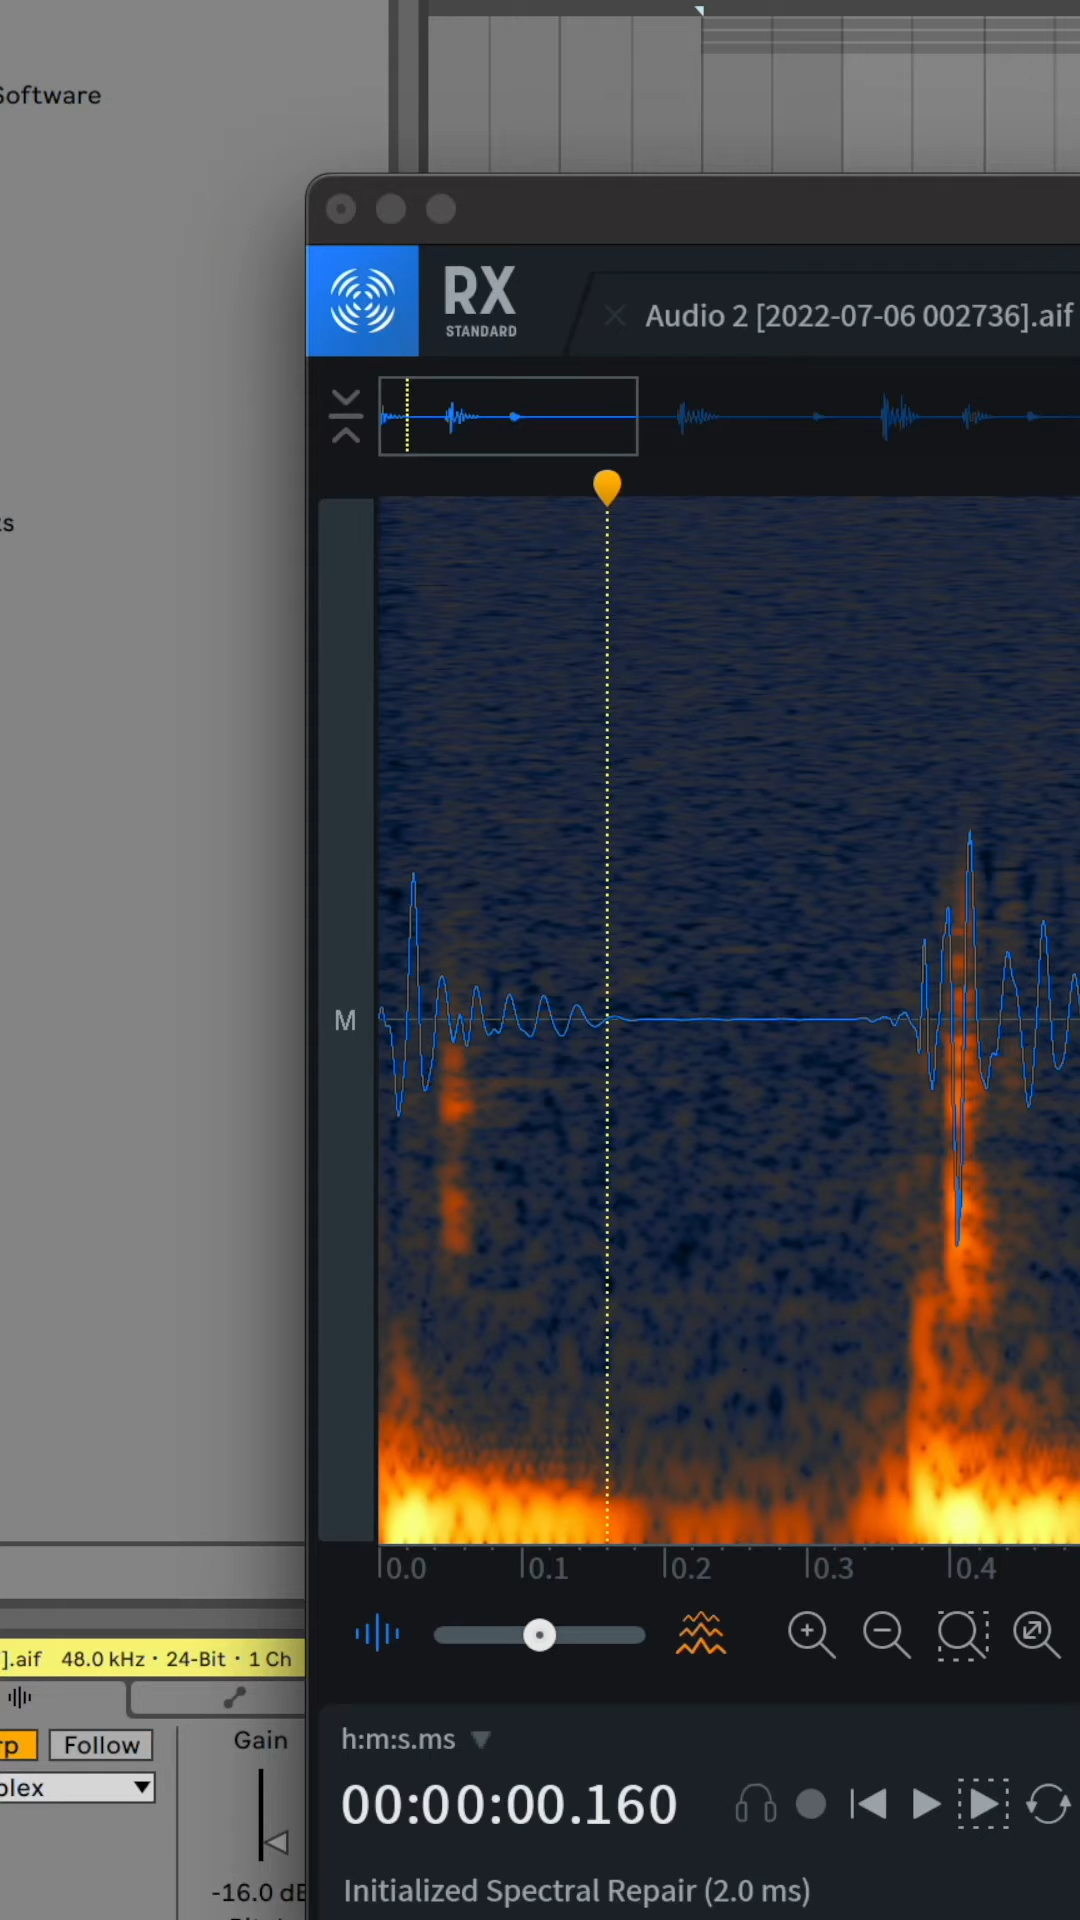 Software
RX
STANDARD
Audio 2 [2022-07-06 002736].aif
M
0.0 0.1 0.2 0.3 0.4
].aif 48.0 kHz · 24-Bit · 1 Ch
Follow
Gain
-16.0 dB
h:m:s.ms
00:00:00.160
Initialized Spectral Repair (2.0 ms)